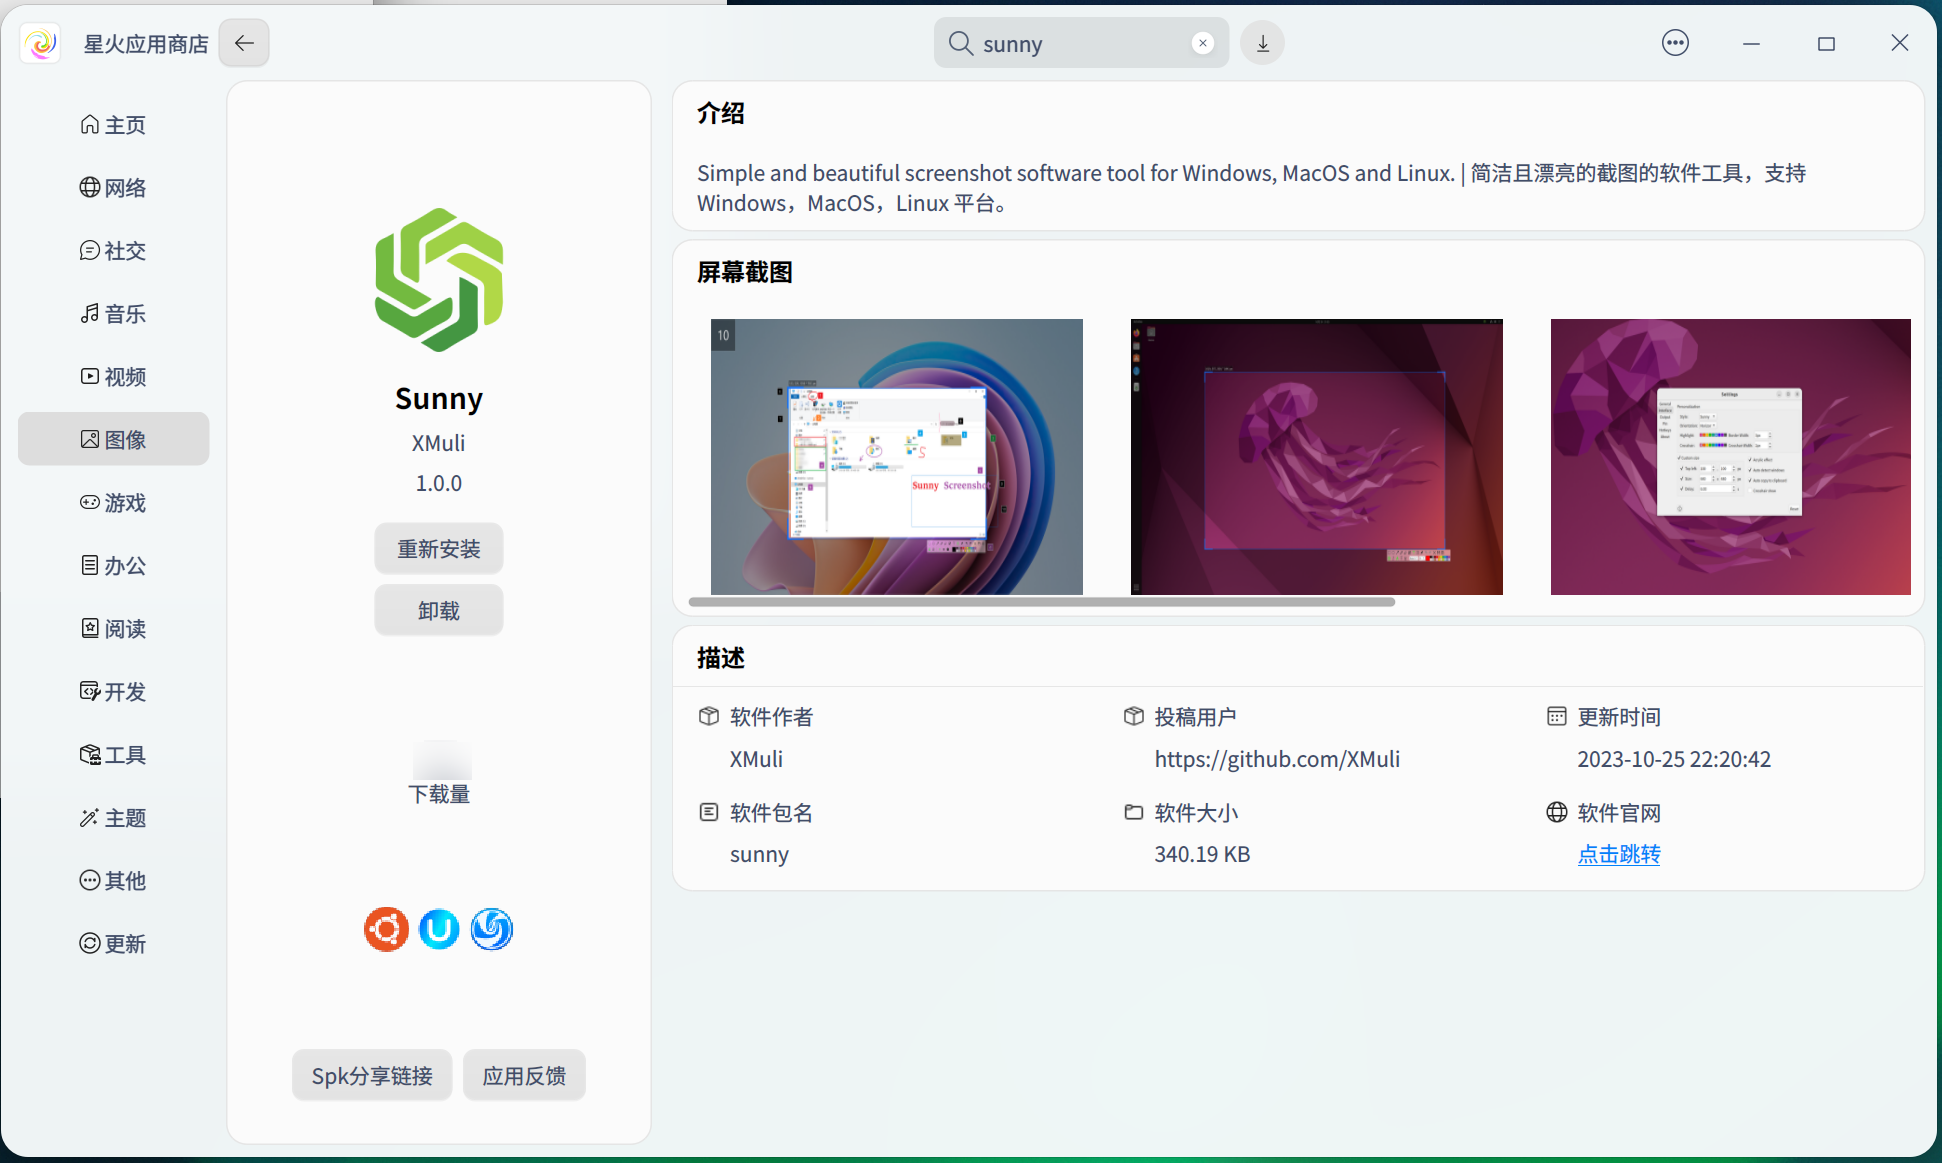 星火应用商店
sunny
主页
网络
社交
音乐
视频
图像
游戏
办公
阅读
开发
工具
主题
其他
更新
Sunny
XMuli
1.0.0
重新安装
卸载
下载量
Spk分享链接
应用反馈
介绍
Simple and beautiful screenshot software tool for Windows, MacOS and Linux. | 简洁且漂亮的截图的软件工具，支持
Windows，MacOS，Linux 平台。
屏幕截图
10
Sunny Screenshot
Settings
描述
软件作者
XMuli
投稿用户
https://github.com/XMuli
更新时间
2023-10-25 22:20:42
软件包名
sunny
软件大小
340.19 KB
软件官网
点击跳转